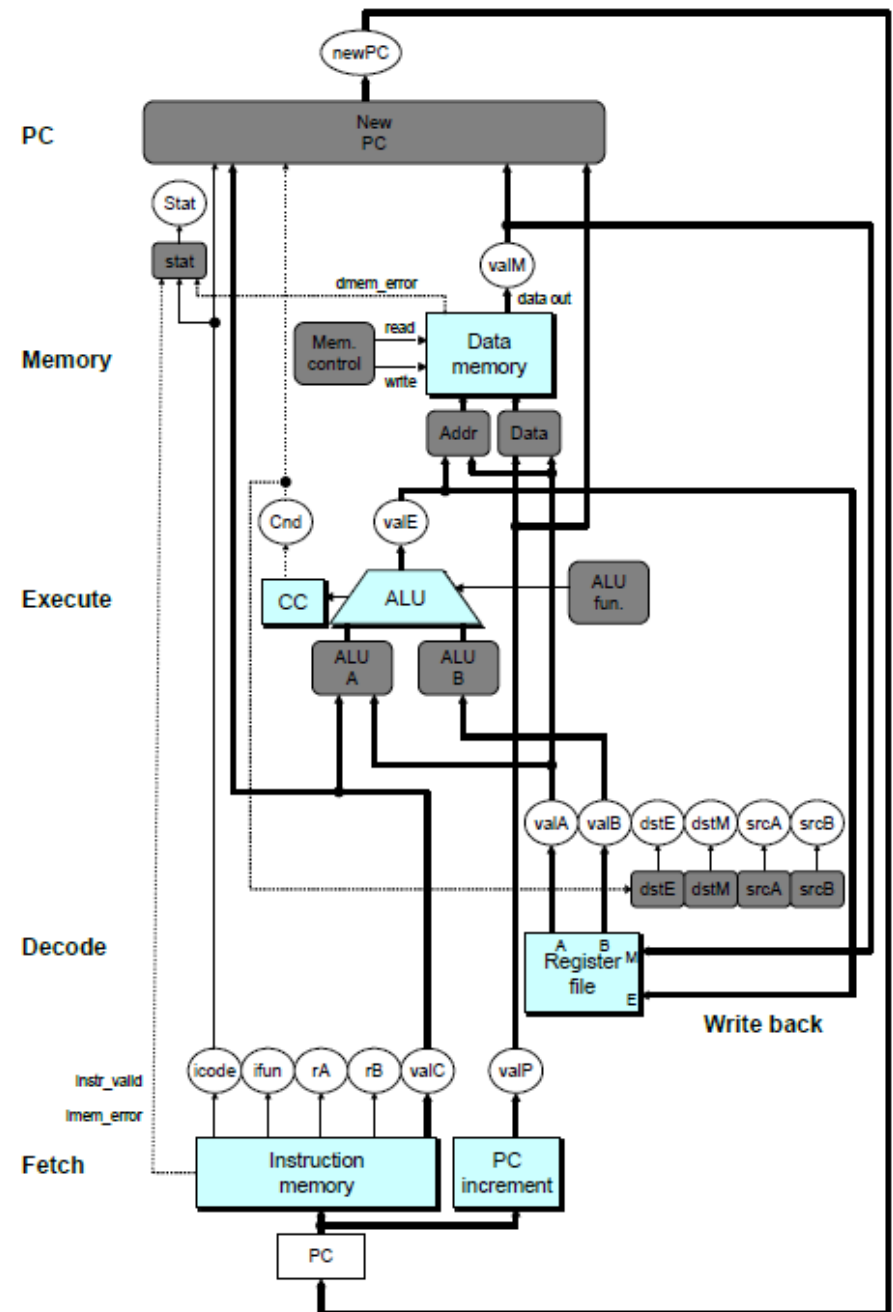 newPC
PC
New
PC
Stat
stat
valM
dmem_error
data out
Memory
Mem.
control
read
write
Data
memory
Addr
Data
Cnd
valE
Execute
CC
ALU
ALU
fun.
ALU
A
ALU
B
valA
valB
dstE
dstM
srcA
srcB
dstE
dstM
srcA
srcB
Decode
A
B
M
Register
file
E
Write back
icode
ifun
rA
rB
valC
valP
Instr_valid
Imem_error
Fetch
Instruction
memory
PC
increment
PC